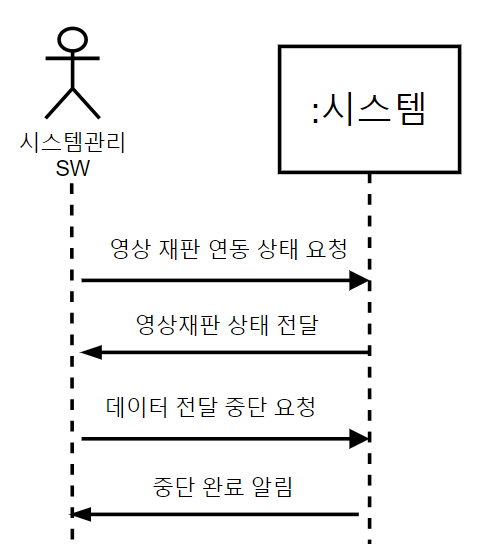 시스템관리
SW
:시스템
영상 재판 연동 상태 요청
영상재판 상태 전달
데이터 전달 중단 요청
중단 완료 알림